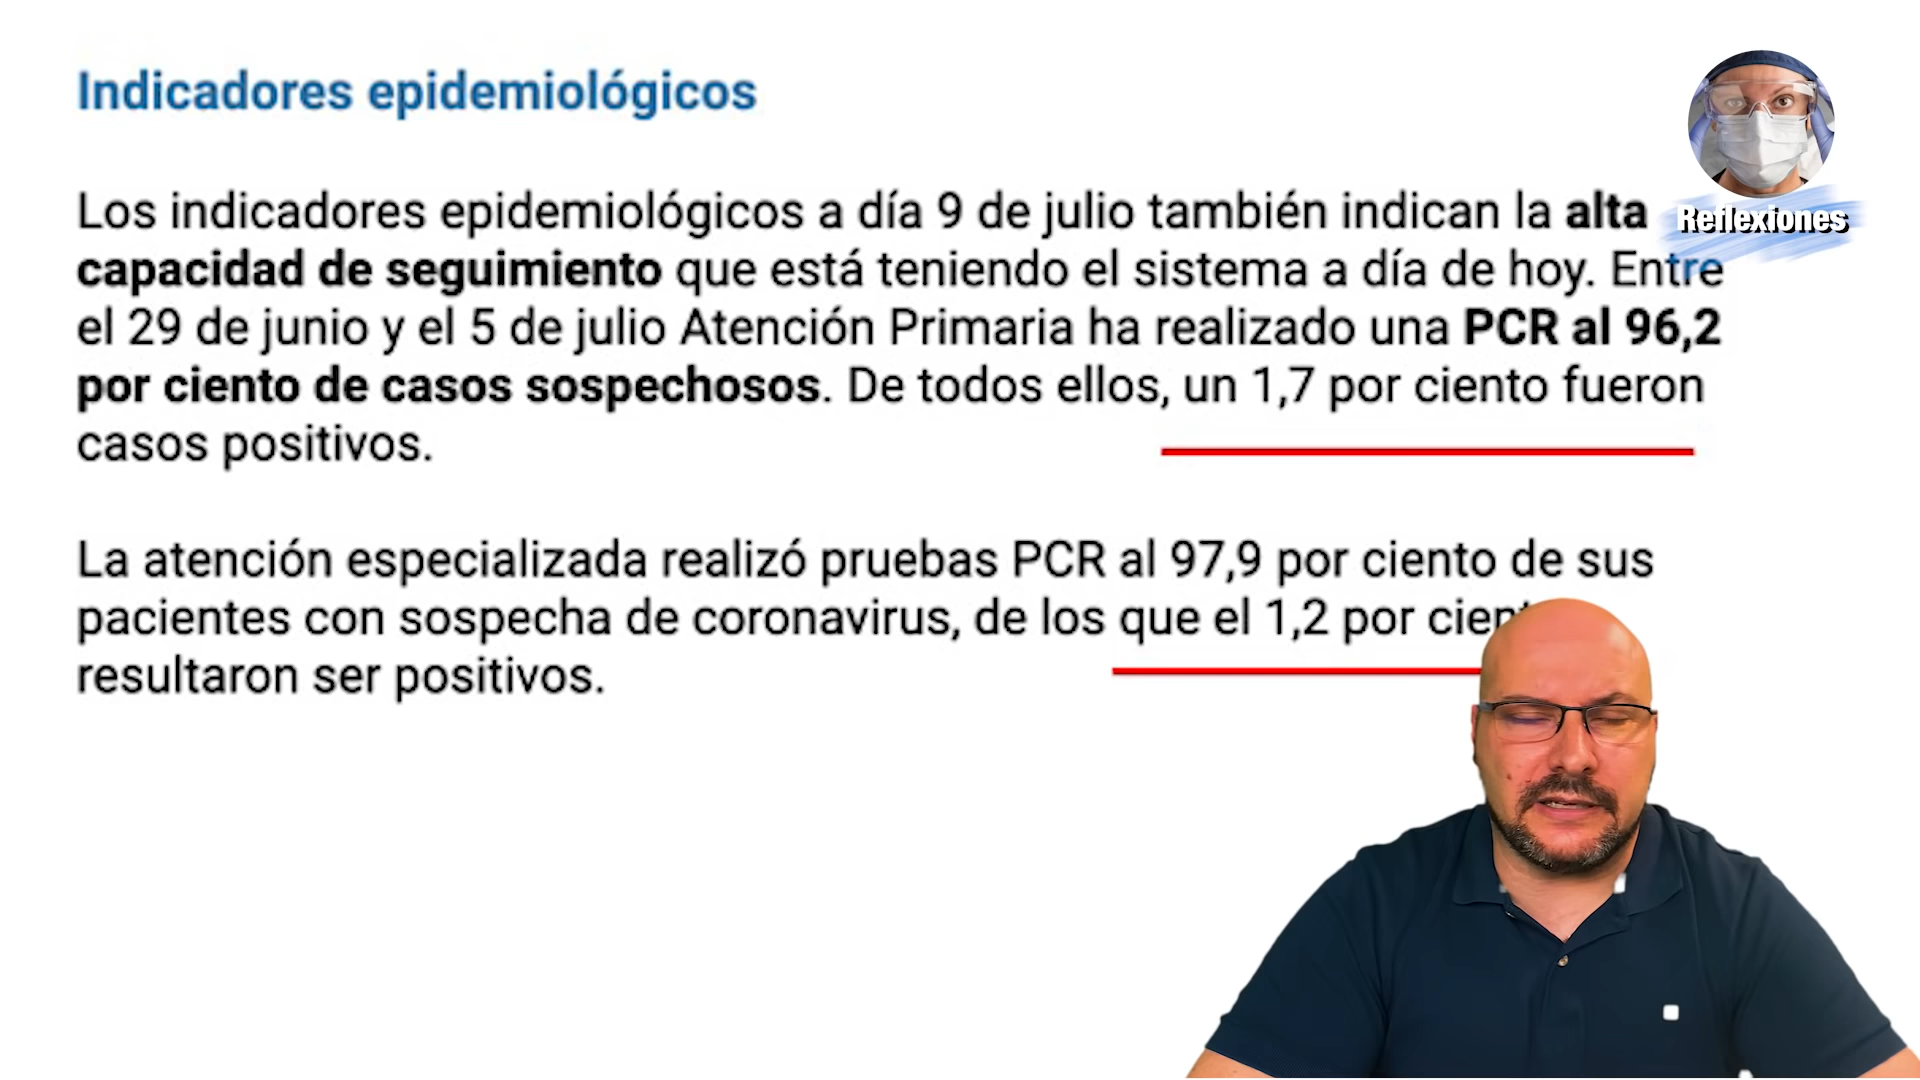 Indicadores epidemiológicos
Reflexiones
Los indicadores epidemiológicos a día 9 de julio también indican la alta
capacidad de seguimiento que está teniendo el sistema a día de hoy. Entre
el 29 de junio y el 5 de julio Atención Primaria ha realizado una PCR al 96,2
por ciento de casos sospechosos. De todos ellos, un 1,7 por ciento fueron
casos positivos.
La atención especializada realizó pruebas PCR al 97,9 por ciento de sus
pacientes con sospecha de coronavirus, de los que el 1,2 por
resultaron ser positivos.